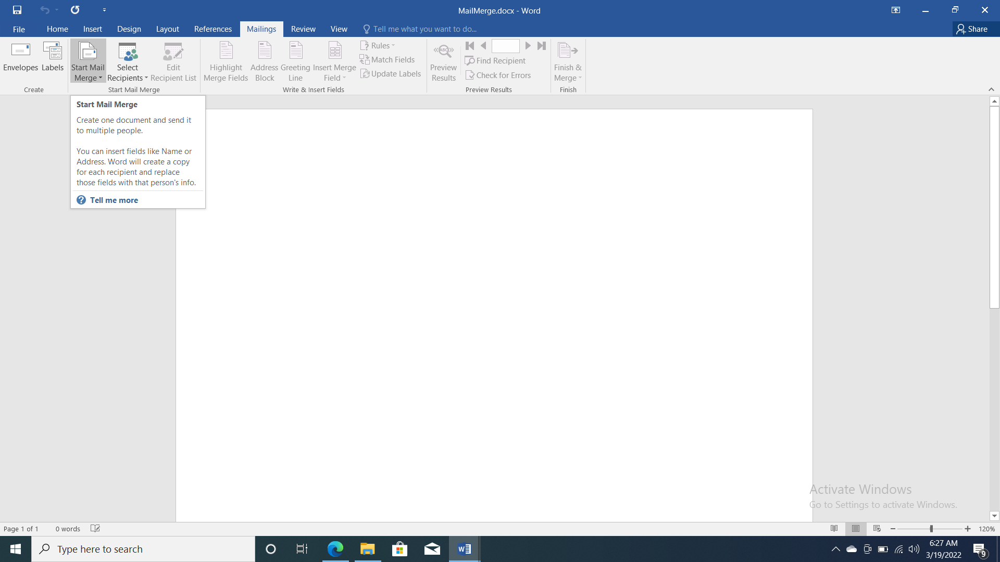 MailMerge.docx - Word
File Home Insert Design Layout References Mailings Review View Tell me what you want to do... Share
Envelopes
Labels
Start Mail
Merge
Select
Recipients
Edit
Recipient List
Highlight
Merge Fields
Address
Block
Greeting
Line
Insert Merge
Field
Rules
Match Fields
Update Labels
ABC
Preview
Results
Find Recipient
Check for Errors
Finish &
Merge
Create
Start Mail Merge
Write & Insert Fields
Preview Results
Finish
Start Mail Merge
Create one document and send it
to multiple people.
You can insert fields like Name or
Address. Word will create a copy
for each recipient and replace
those fields with that person's info.
? Tell me more
Activate Windows
Go to Settings to activate Windows.
Page 1 of 1 0 words 120%
Type here to search
W
6:27 AM
3/19/2022
9